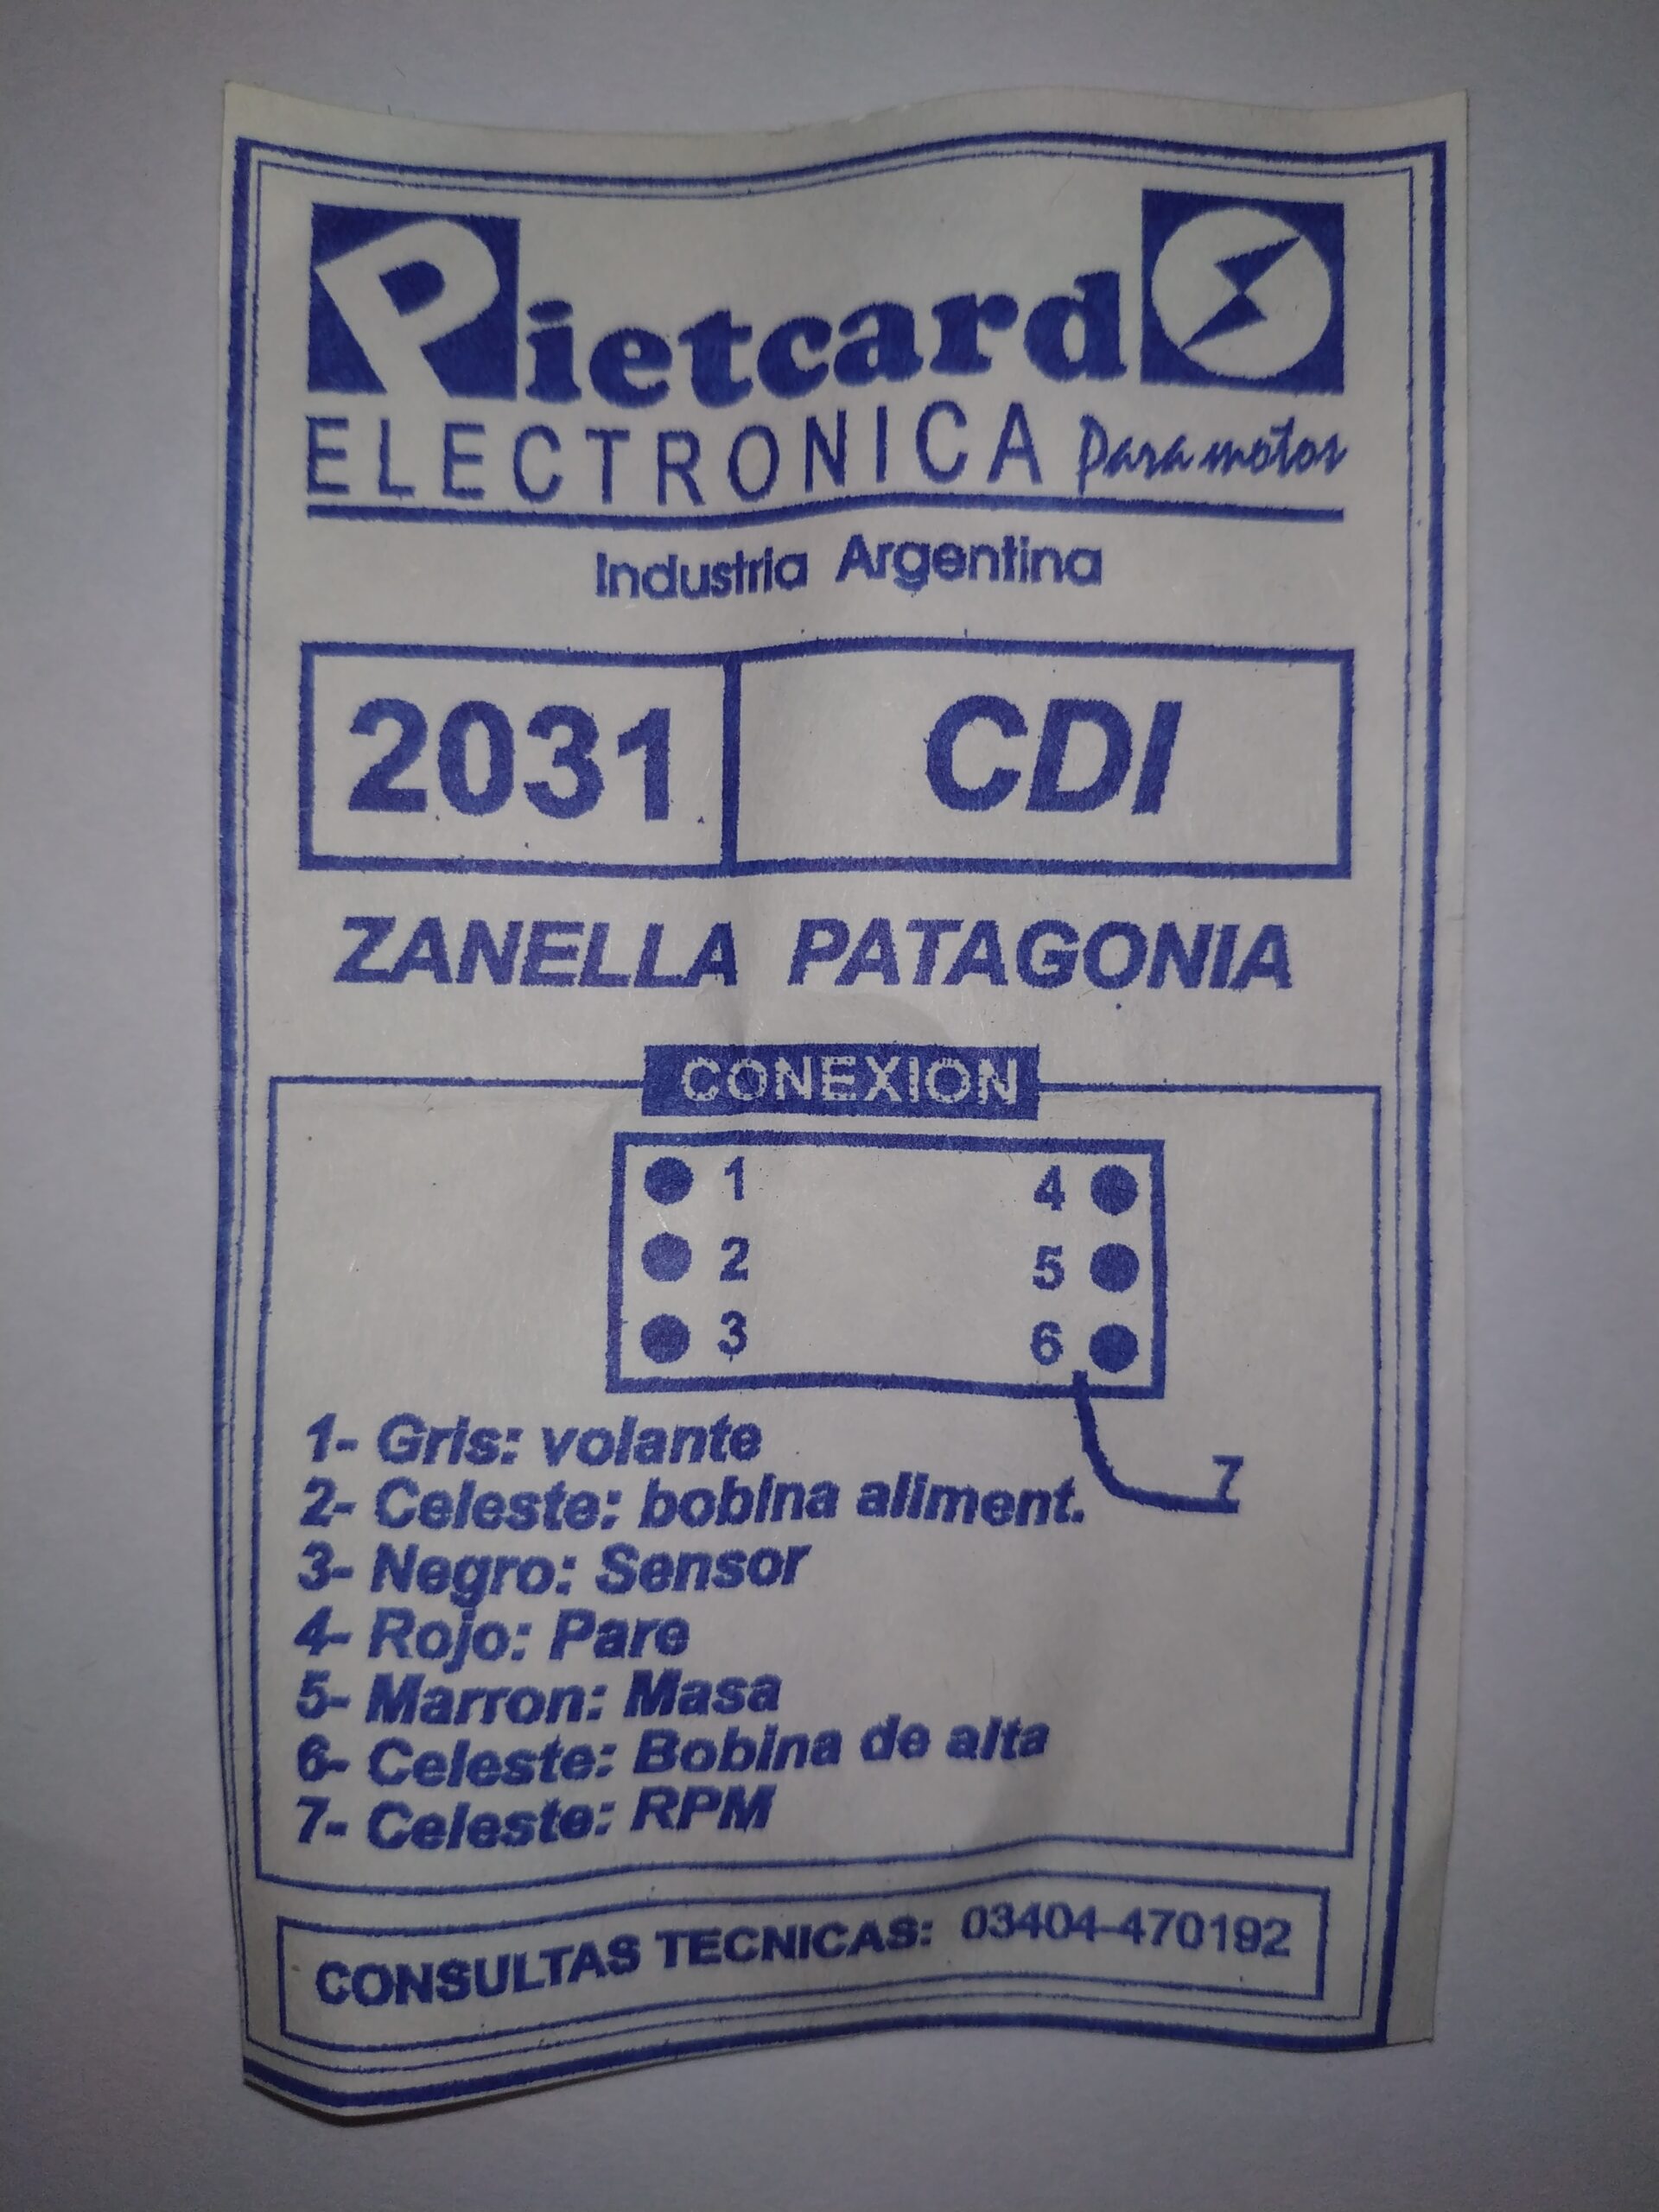 Pietcard
ELECTRONICA Para motos
Industria Argentina
2031 CDI
ZANELLA PATAGONIA
CONEXION
1 4
2 5
3 6
7
1- Gris: volante
2- Celeste: bobina aliment.
3- Negro: Sensor
4- Rojo: Pare
5- Marron: Masa
6- Celeste: Bobina de alta
7- Celeste: RPM
CONSULTAS TECNICAS: 03404-470192